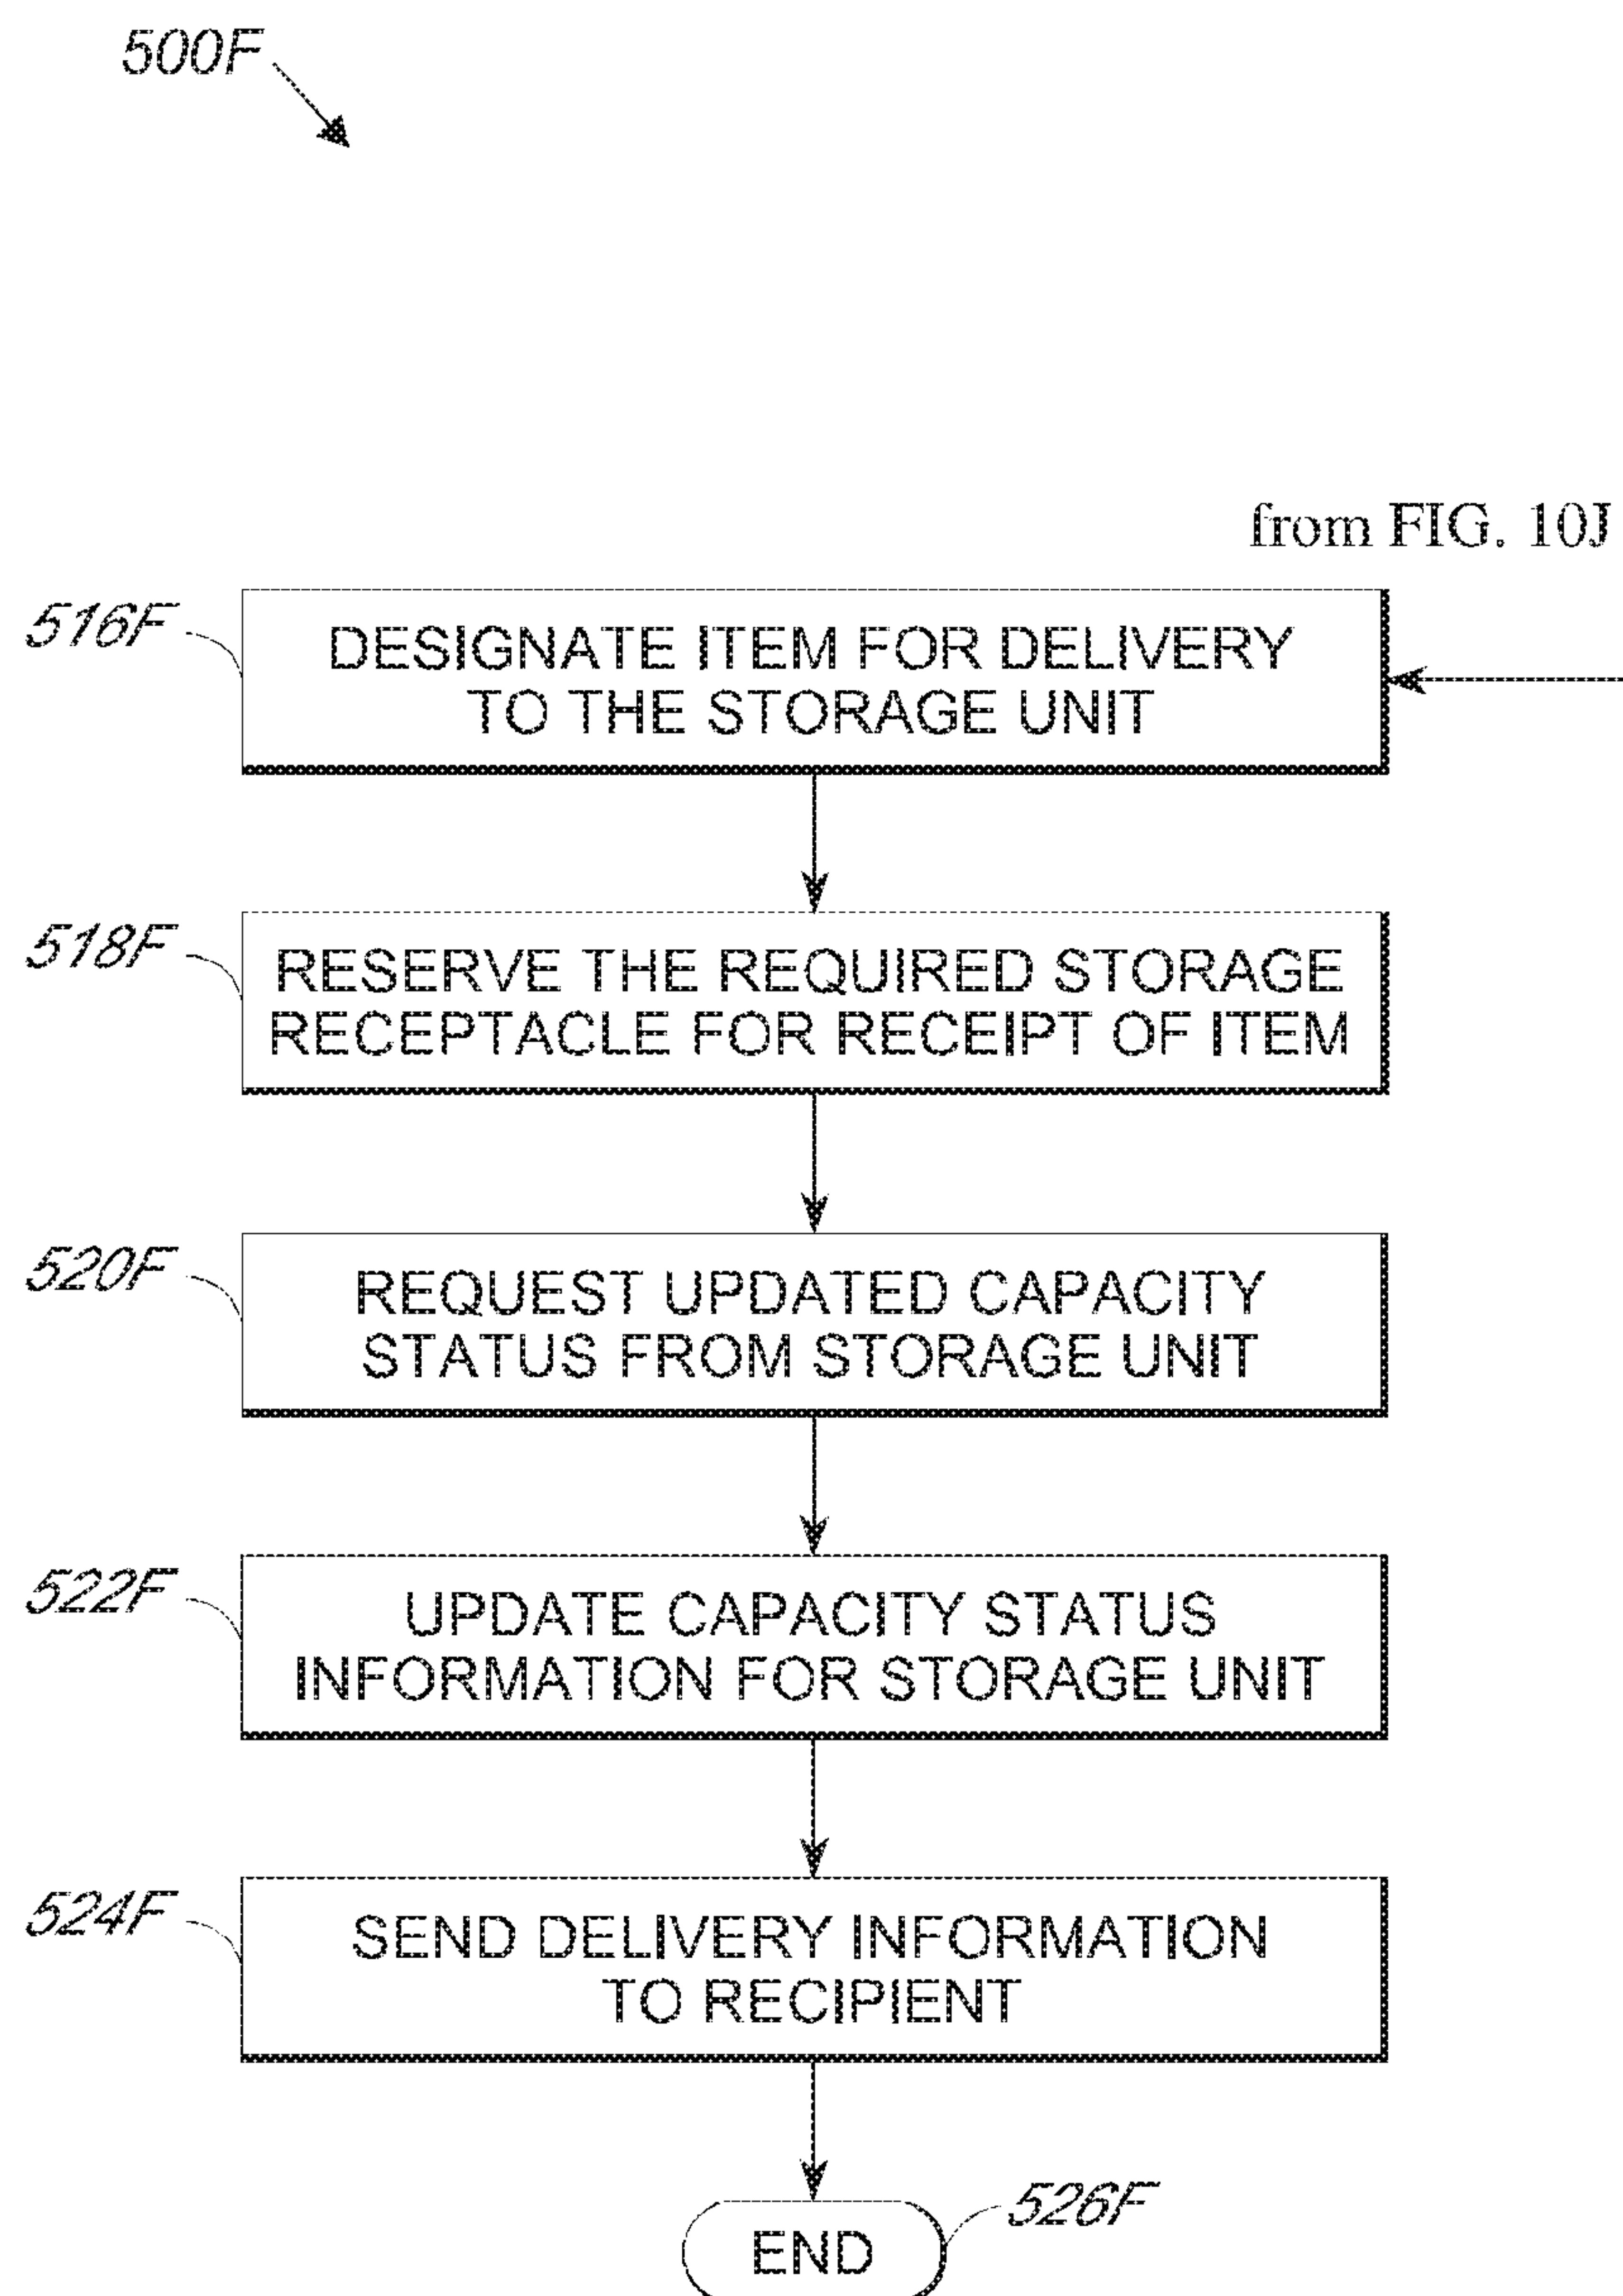 500F
from FIG. 10J
516F
DESIGNATE ITEM FOR DELIVERY
TO THE STORAGE UNIT
518F
RESERVE THE REQUIRED STORAGE
RECEPTACLE FOR RECEIPT OF ITEM
520F
REQUEST UPDATED CAPACITY
STATUS FROM STORAGE UNIT
522F
UPDATE CAPACITY STATUS
INFORMATION FOR STORAGE UNIT
524F
SEND DELIVERY INFORMATION
TO RECIPIENT
526F
END